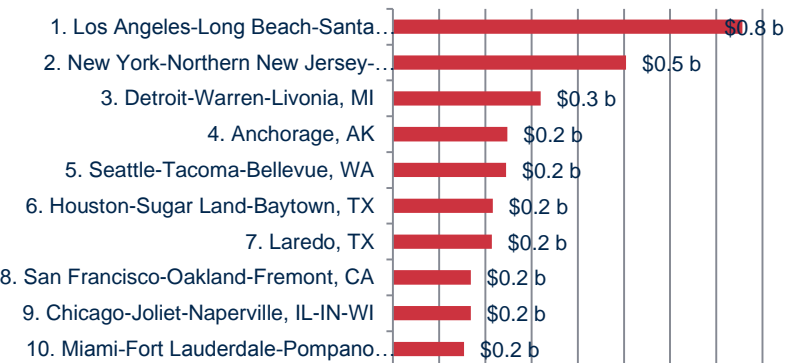 1. Los Angeles-Long Beach-Santa… $0.8 b
2. New York-Northern New Jersey-… $0.5 b
3. Detroit-Warren-Livonia, MI $0.3 b
4. Anchorage, AK $0.2 b
5. Seattle-Tacoma-Bellevue, WA $0.2 b
6. Houston-Sugar Land-Baytown, TX $0.2 b
7. Laredo, TX $0.2 b
8. San Francisco-Oakland-Fremont, CA $0.2 b
9. Chicago-Joliet-Naperville, IL-IN-WI $0.2 b
10. Miami-Fort Lauderdale-Pompano… $0.2 b